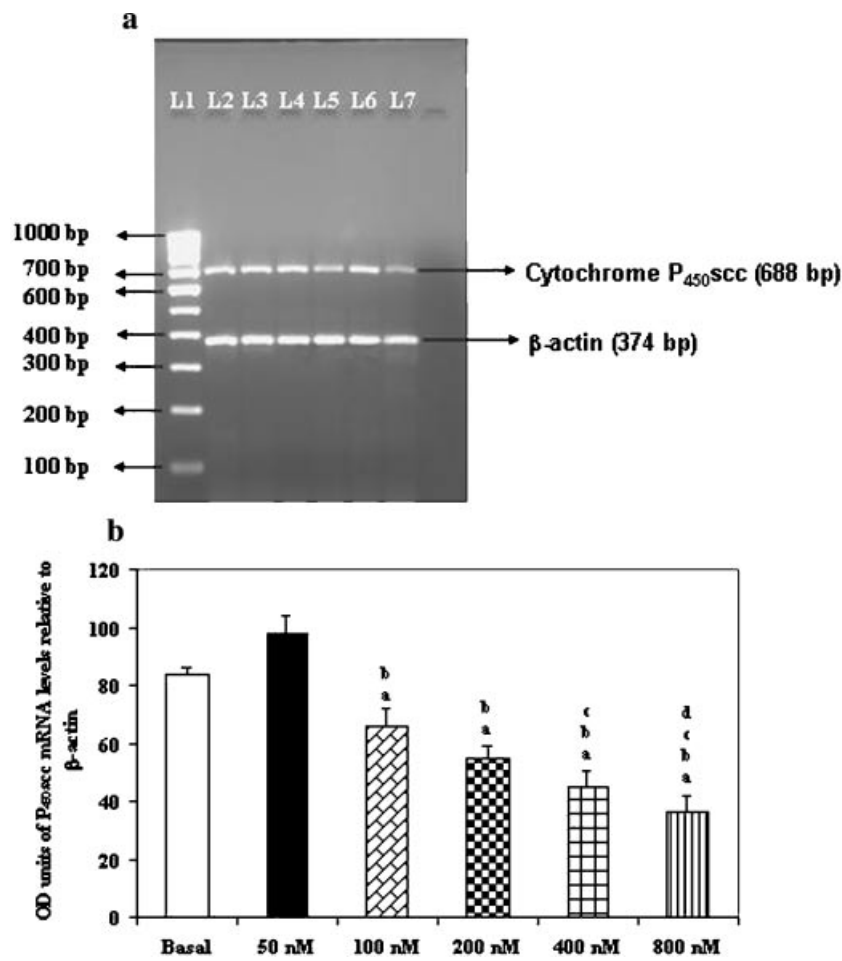 a
L1 L2 L3 L4 L5 L6 L7
1000 bp
700 bp
600 bp
400 bp
300 bp
200 bp
100 bp
Cytochrome P450scc (688 bp)
β-actin (374 bp)
b
OD units of P450scc mRNA levels relative to
β-actin
120
100
80
60
40
20
0
b
a
b
a
c
b
a
d
c
b
a
Basal 50 nM 100 nM 200 nM 400 nM 800 nM